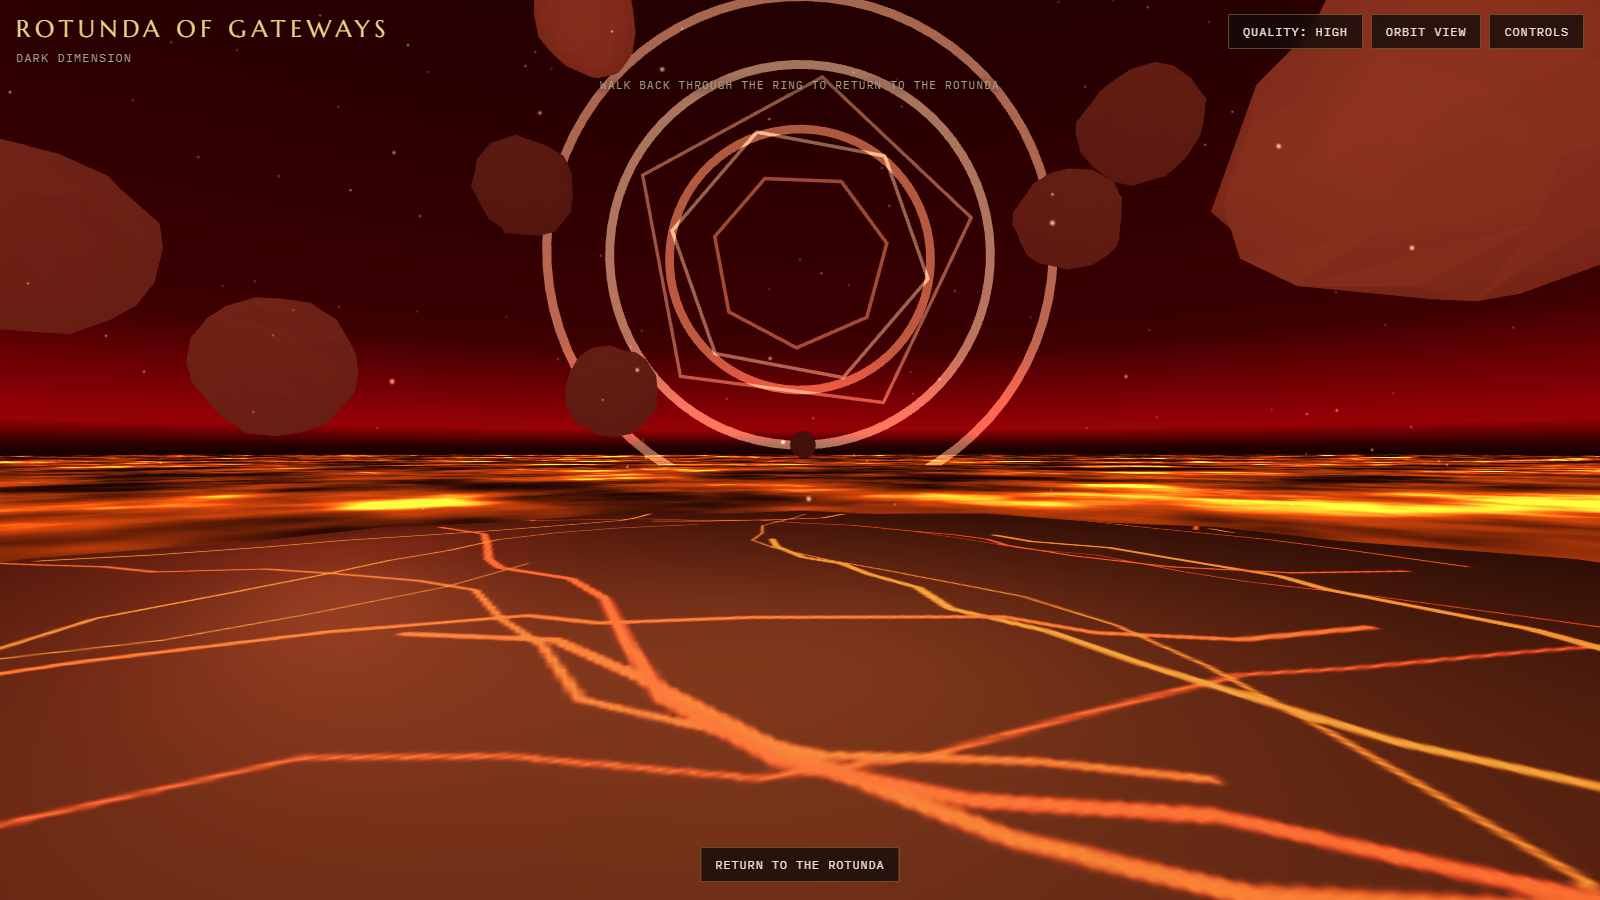 ROTUNDA OF GATEWAYS
DARK DIMENSION
QUALITY: HIGH
ORBIT VIEW
CONTROLS
WALK BACK THROUGH THE RING TO RETURN TO THE ROTUNDA
RETURN TO THE ROTUNDA